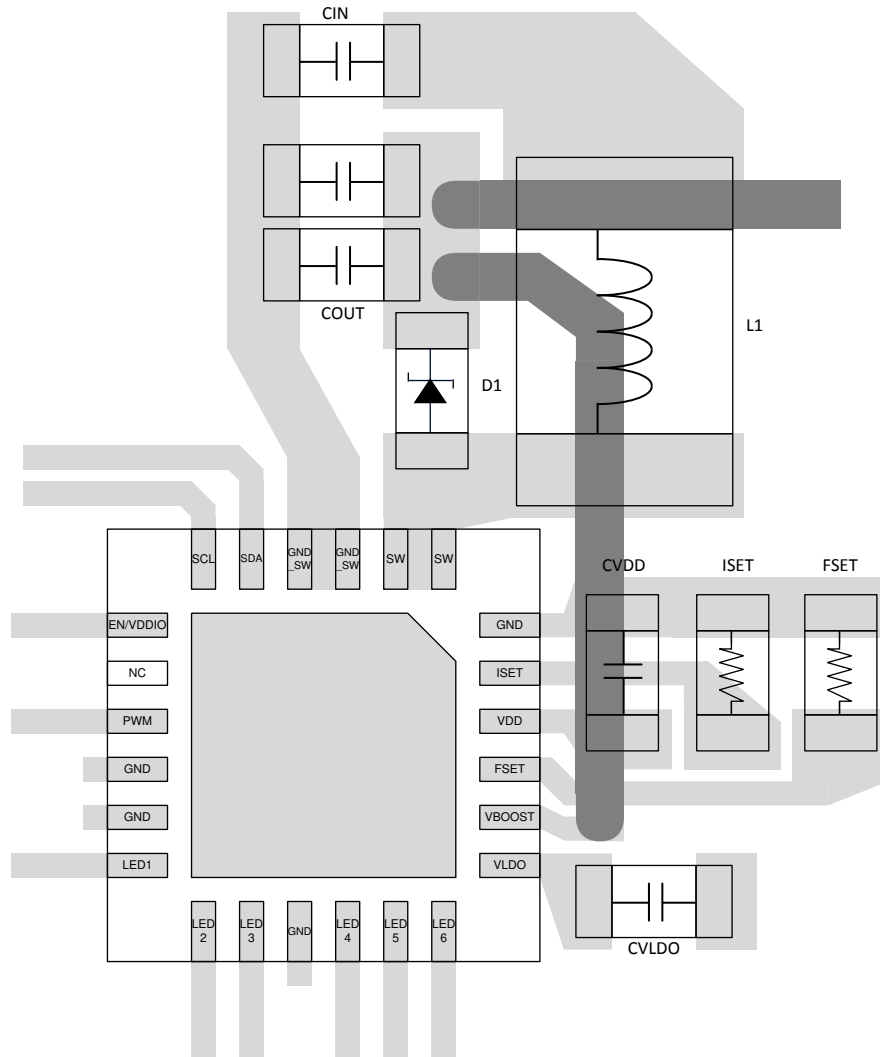 CIN
COUT
L1
D1
SCL
SDA
GND
_SW
GND
_SW
SW
SW
CVDD
ISET
FSET
EN/VDDIO
NC
PWM
GND
GND
LED1
GND
ISET
VDD
FSET
VBOOST
VLDO
LED
2
LED
3
GND
LED
4
LED
5
LED
6
CVLDO